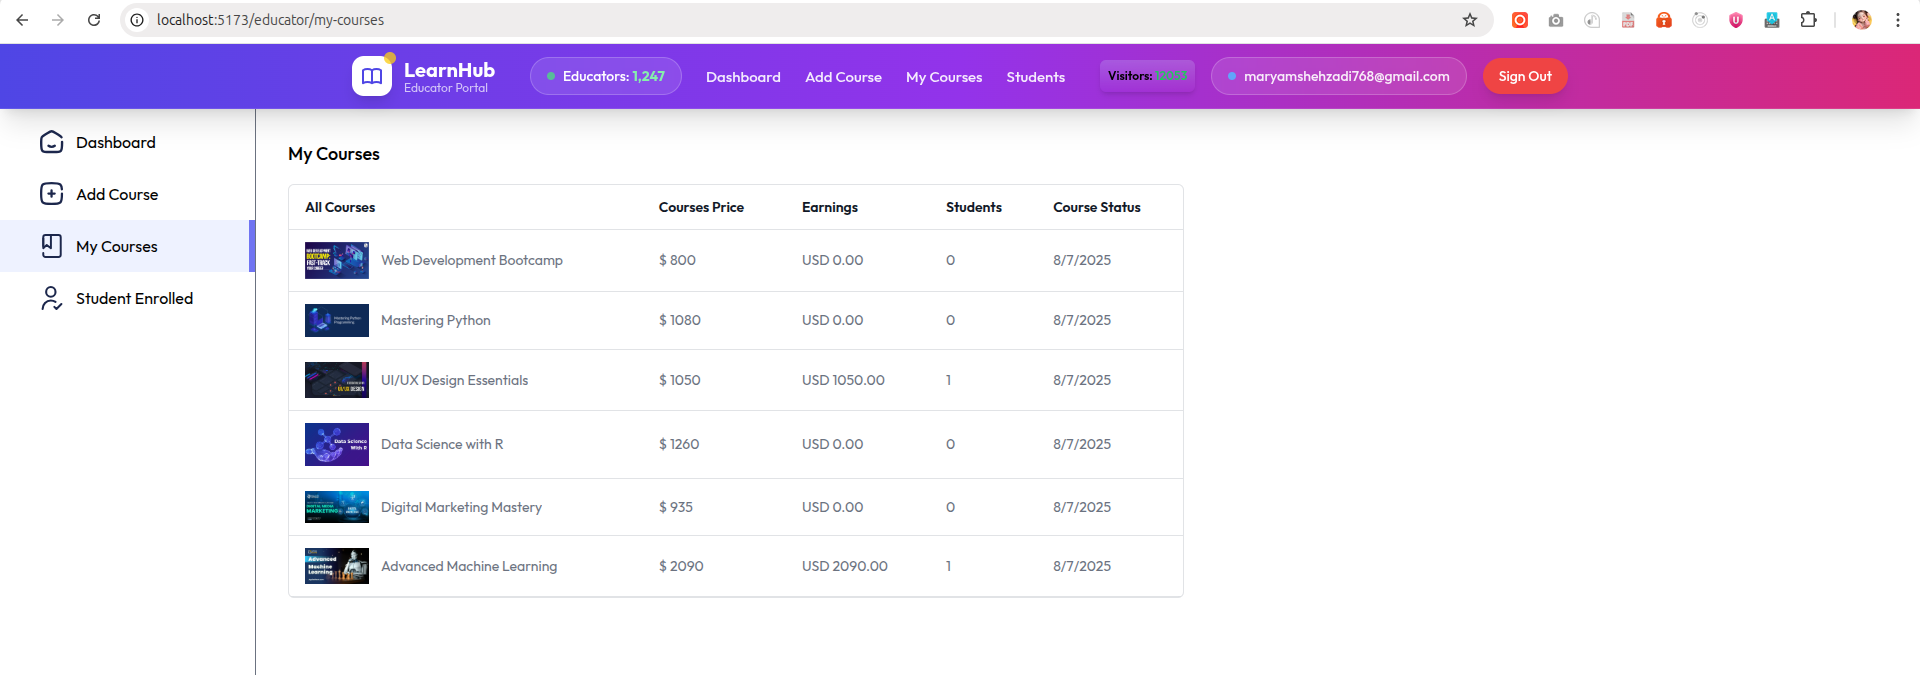 localhost:5173/educator/my-courses
LearnHub
Educator Portal
Educators: 1,247
Dashboard
Add Course
My Courses
Students
Visitors: 12053
maryamshehzadi768@gmail.com
Sign Out
Dashboard
Add Course
My Courses
Student Enrolled
My Courses
All Courses Courses Price Earnings Students Course Status
Web Development Bootcamp $ 800 USD 0.00 0 8/7/2025
Mastering Python $ 1080 USD 0.00 0 8/7/2025
UI/UX Design Essentials $ 1050 USD 1050.00 1 8/7/2025
Data Science with R $ 1260 USD 0.00 0 8/7/2025
Digital Marketing Mastery $ 935 USD 0.00 0 8/7/2025
Advanced Machine Learning $ 2090 USD 2090.00 1 8/7/2025